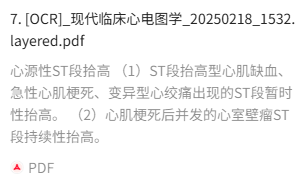 7. [OCR]_现代临床心电图学_20250218_1532.
layered.pdf
心源性ST段抬高 （1）ST段抬高型心肌缺血、
急性心肌梗死、变异型心绞痛出现的ST段暂时
性抬高。 （2）心肌梗死后并发的心室壁瘤ST
段持续性抬高。
PDF